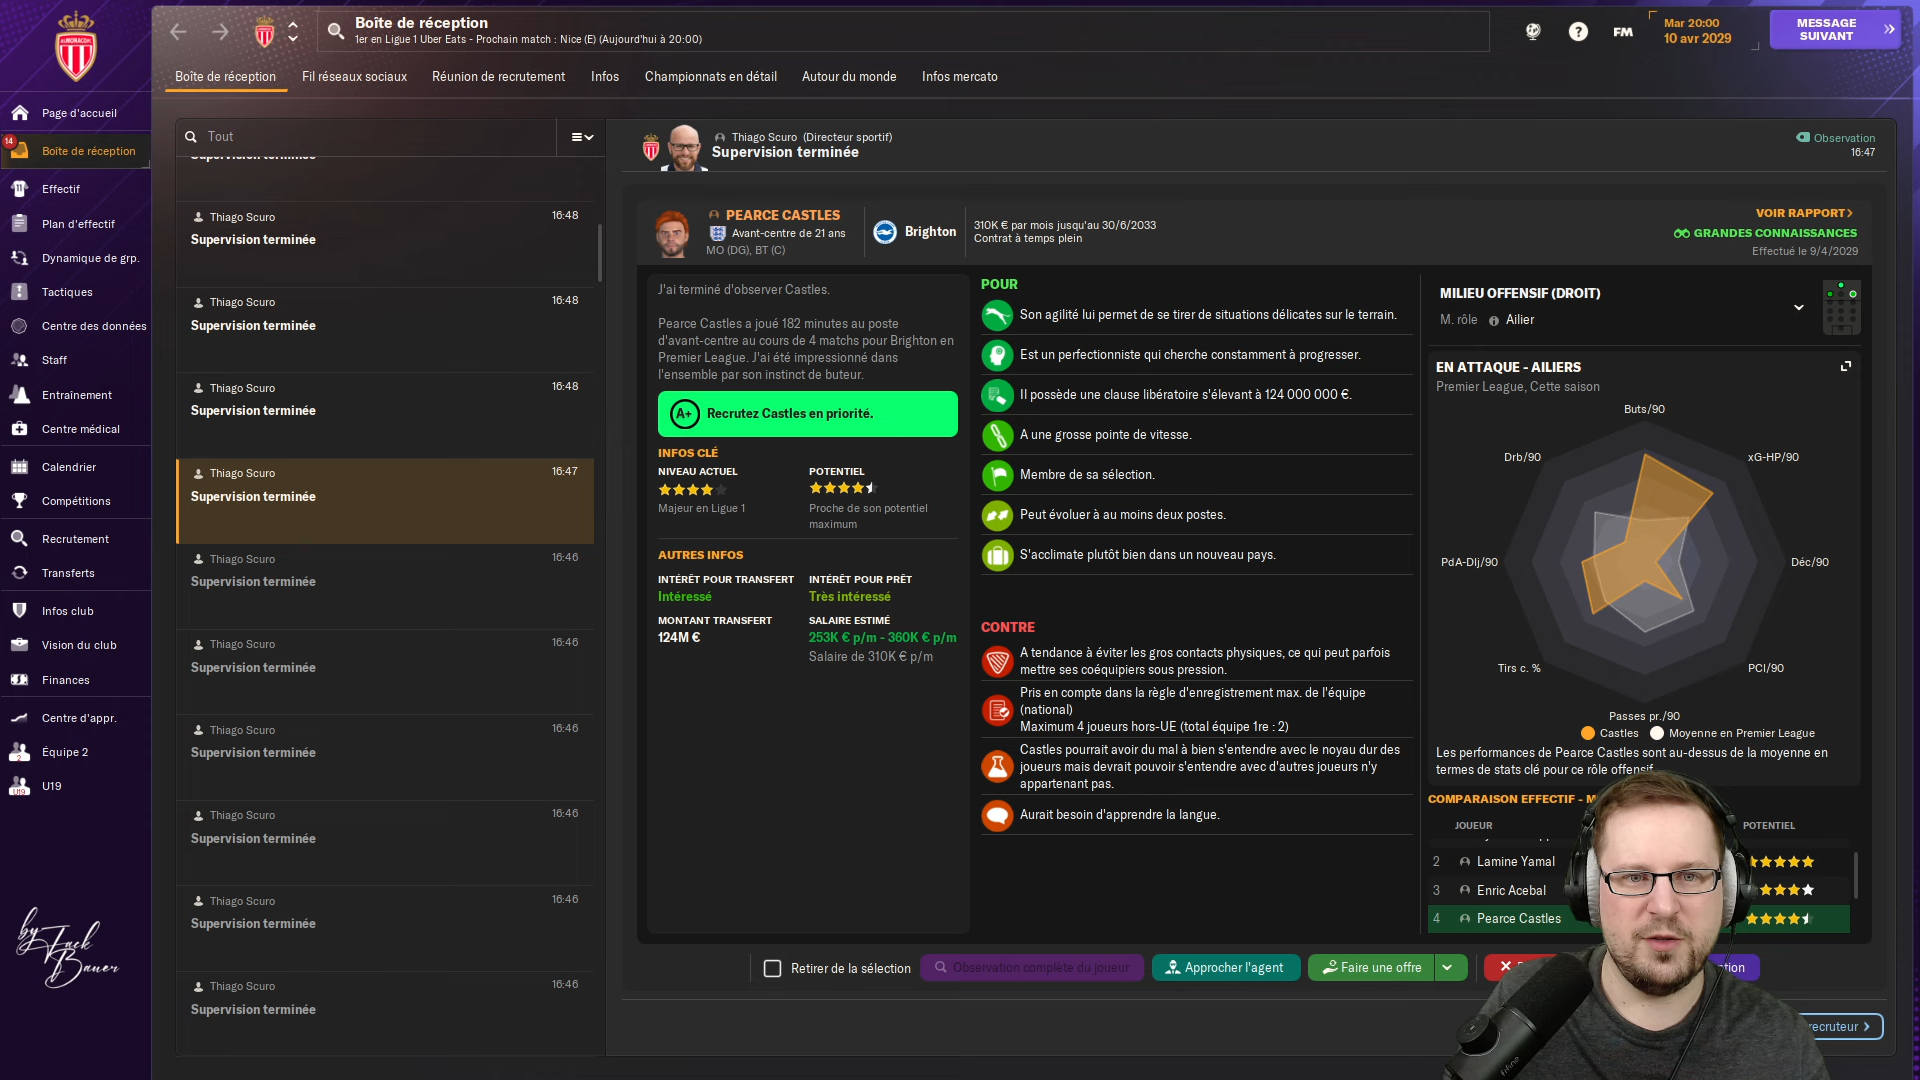 Boîte de réception
1er en Ligue 1 Uber Eats - Prochain match : Nice (E) (Aujourd'hui à 20:00)
FM
Mar 20:00
10 avr 2029
MESSAGE SUIVANT
Boîte de réception
Fil réseaux sociaux
Réunion de recrutement
Infos
Championnats en détail
Autour du monde
Infos mercato
Page d'accueil
14
Boîte de réception
Effectif
Plan d'effectif
Dynamique de grp.
Tactiques
Centre des données
Staff
Entraînement
Centre médical
Calendrier
Compétitions
Recrutement
Transferts
Infos club
Vision du club
Finances
Centre d'appr.
Équipe 2
U19
by Jack Bauer
Tout
Supervision terminée
Thiago Scuro 16:48
Supervision terminée
Thiago Scuro 16:48
Supervision terminée
Thiago Scuro 16:48
Supervision terminée
Thiago Scuro 16:47
Supervision terminée
Thiago Scuro 16:46
Supervision terminée
Thiago Scuro 16:46
Supervision terminée
Thiago Scuro 16:46
Supervision terminée
Thiago Scuro 16:46
Supervision terminée
Thiago Scuro 16:46
Supervision terminée
Thiago Scuro 16:46
Supervision terminée
Thiago Scuro (Directeur sportif)
Supervision terminée
Observation
16:47
PEARCE CASTLES
Avant-centre de 21 ans
MO (DG), BT (C)
Brighton
310K € par mois jusqu'au 30/6/2033
Contrat à temps plein
VOIR RAPPORT
GRANDES CONNAISSANCES
Effectué le 9/4/2029
J'ai terminé d'observer Castles.
Pearce Castles a joué 182 minutes au poste
d'avant-centre au cours de 4 matchs pour Brighton en
Premier League. J'ai été impressionné dans
l'ensemble par son instinct de buteur.
A+ Recrutez Castles en priorité.
INFOS CLÉ
NIVEAU ACTUEL
Majeur en Ligue 1
POTENTIEL
Proche de son potentiel
maximum
AUTRES INFOS
INTÉRÊT POUR TRANSFERT
Intéressé
INTÉRÊT POUR PRÊT
Très intéressé
MONTANT TRANSFERT
124M €
SALAIRE ESTIMÉ
253K € p/m - 360K € p/m
Salaire de 310K € p/m
POUR
Son agilité lui permet de se tirer de situations délicates sur le terrain.
Est un perfectionniste qui cherche constamment à progresser.
Il possède une clause libératoire s'élevant à 124 000 000 €.
A une grosse pointe de vitesse.
Membre de sa sélection.
Peut évoluer à au moins deux postes.
S'acclimate plutôt bien dans un nouveau pays.
CONTRE
A tendance à éviter les gros contacts physiques, ce qui peut parfois
mettre ses coéquipiers sous pression.
Pris en compte dans la règle d'enregistrement max. de l'équipe
(national)
Maximum 4 joueurs hors-UE (total équipe 1re : 2)
Castles pourrait avoir du mal à bien s'entendre avec le noyau dur des
joueurs mais devrait pouvoir s'entendre avec d'autres joueurs n'y
appartenant pas.
Aurait besoin d'apprendre la langue.
MILIEU OFFENSIF (DROIT)
M. rôle Ailier
EN ATTAQUE - AILIERS
Premier League, Cette saison
Buts/90
Drb/90
xG-HP/90
PdA-DIj/90
Déc/90
Tirs c. %
PCI/90
Passes pr./90
Castles
Moyenne en Premier League
Les performances de Pearce Castles sont au-dessus de la moyenne en
termes de stats clé pour ce rôle offensif.
COMPARAISON EFFECTIF - M
JOUEUR POTENTIEL
2 Lamine Yamal
3 Enric Acebal
4 Pearce Castles
Retirer de la sélection
Observation complète du joueur
Approcher l'agent
Faire une offre
recruteur
fifine